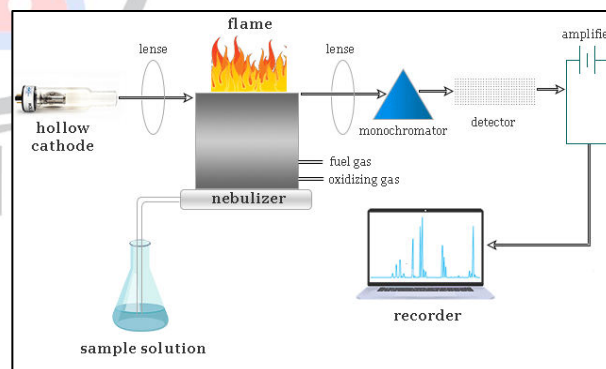 flame
amplifie
lense
lense
hollow
cathode
monochromator
detector
fuel gas
oxidizing gas
nebulizer
recorder
sample solution